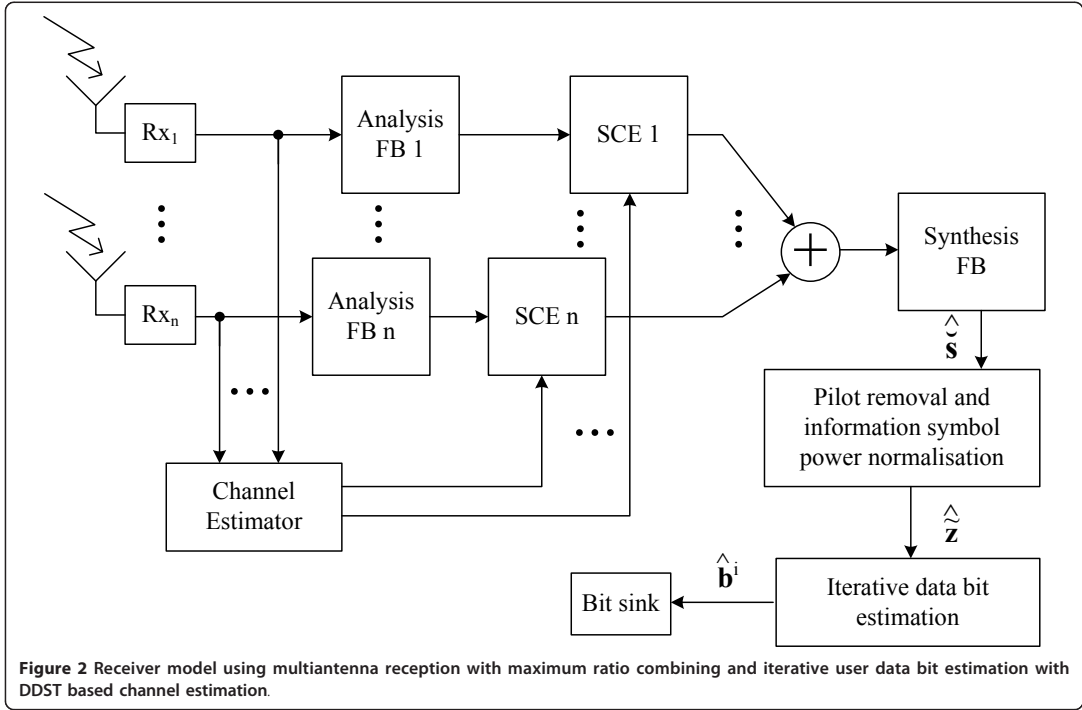 Rx₁
Analysis
FB 1
SCE 1
Rxₙ
Analysis
FB n
SCE n
+
Synthesis
FB
ŝ̆
Channel
Estimator
Pilot removal and
information symbol
power normalisation
ẑ̃
b̂ⁱ
Bit sink
Iterative data bit
estimation
Figure 2 Receiver model using multiantenna reception with maximum ratio combining and iterative user data bit estimation with
DDST based channel estimation.